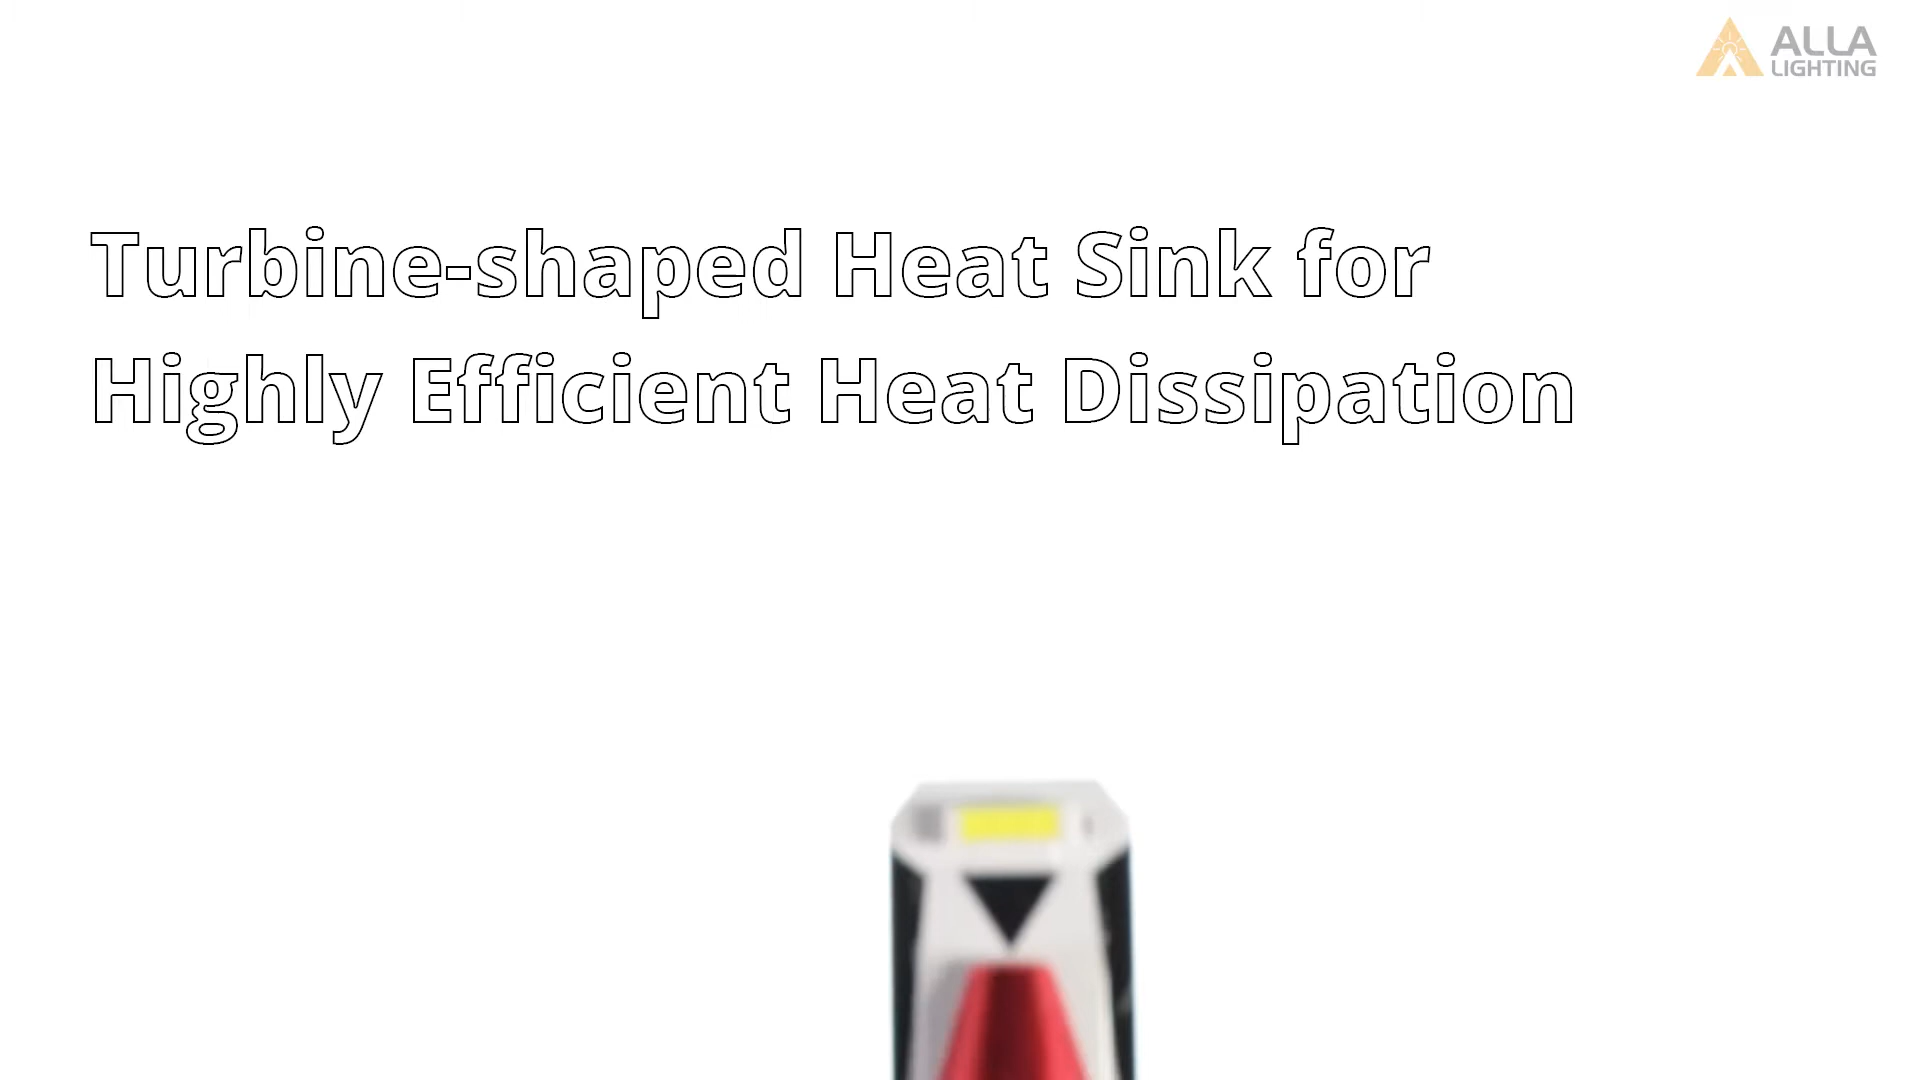 ALLA
LIGHTING
Turbine-shaped Heat Sink for
Highly Efficient Heat Dissipation